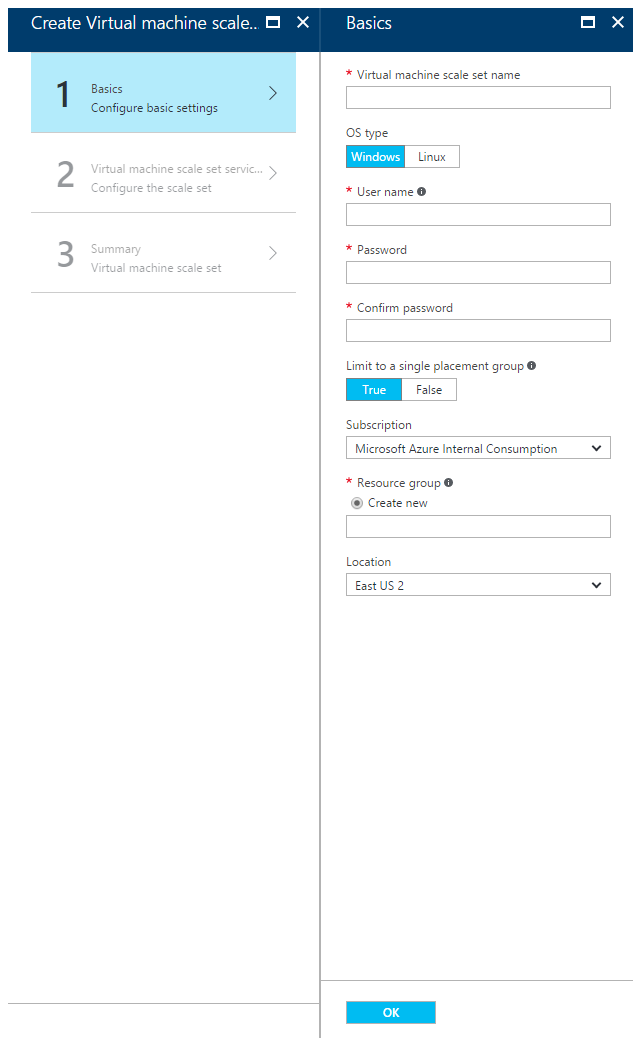 Create Virtual machine scale...
1
Basics
Configure basic settings
2
Virtual machine scale set servic...
Configure the scale set
3
Summary
Virtual machine scale set
Basics
* Virtual machine scale set name
OS type
Windows Linux
* User name
* Password
* Confirm password
Limit to a single placement group
True False
Subscription
Microsoft Azure Internal Consumption
* Resource group
Create new
Location
East US 2
OK